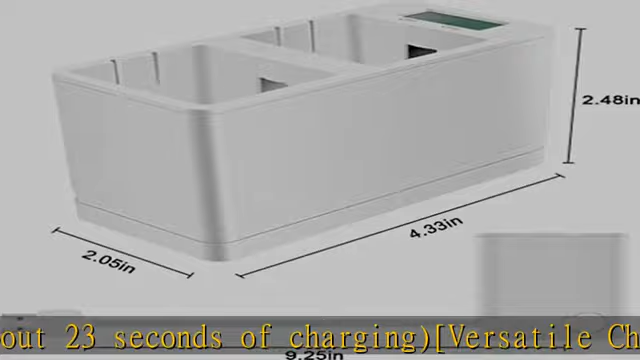 2.48in
4.33in
2.05in
out 23 seconds of charging)[Versatile Ch
9.25in